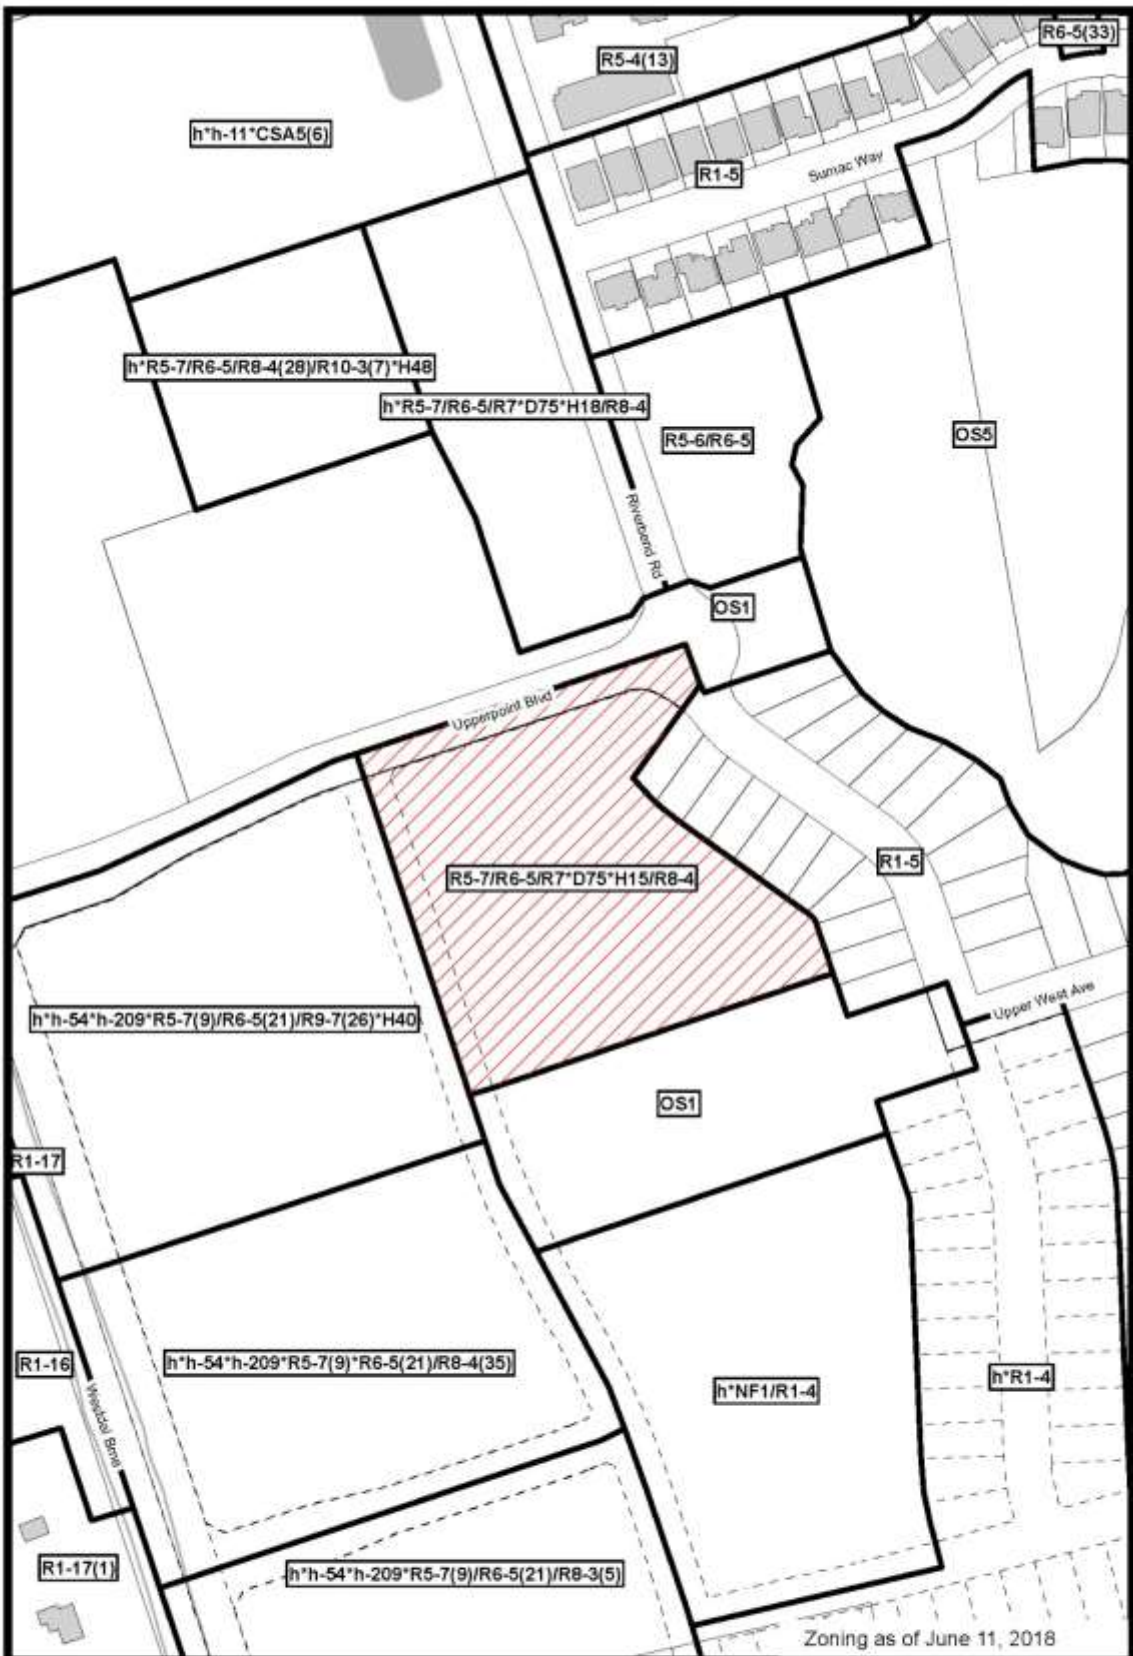 R6-5(33)
R5-4(13)
h*h-11*CSA5(6)
Sumac Way
R1-5
h*R5-7/R6-5/R8-4(28)/R10-3(7)*H48
h*R5-7/R6-5/R7*D75*H18/R8-4
R5-6/R6-5
OS5
Riverbend Rd
OS1
Upperpoint Blvd
R1-5
R5-7/R6-5/R7*D75*H15/R8-4
Upper West Ave
h*h-54*h-209*R5-7(9)/R6-5(21)/R9-7(26)*H40
OS1
R1-17
R1-16
h*h-54*h-209*R5-7(9)*R6-5(21)/R8-4(35)
h*NF1/R1-4
h*R1-4
Westdel Brne
R1-17(1)
h*h-54*h-209*R5-7(9)/R6-5(21)/R8-3(5)
Zoning as of June 11, 2018